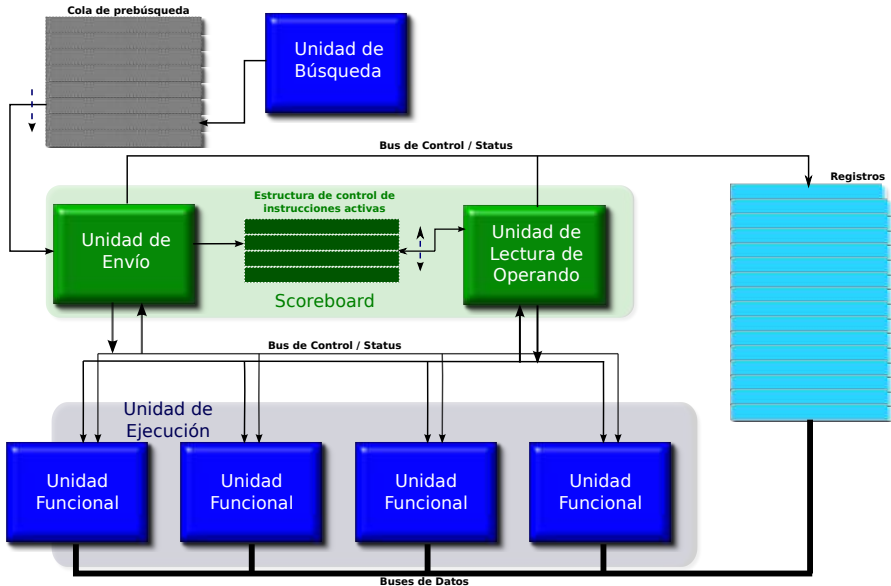 Cola de prebúsqueda
Unidad de
Búsqueda
Bus de Control / Status
Registros
Estructura de control de
instrucciones activas
Unidad de
Envío
Unidad de
Lectura de
Operando
Scoreboard
Bus de Control / Status
Unidad de
Ejecución
Unidad
Funcional
Unidad
Funcional
Unidad
Funcional
Unidad
Funcional
Buses de Datos